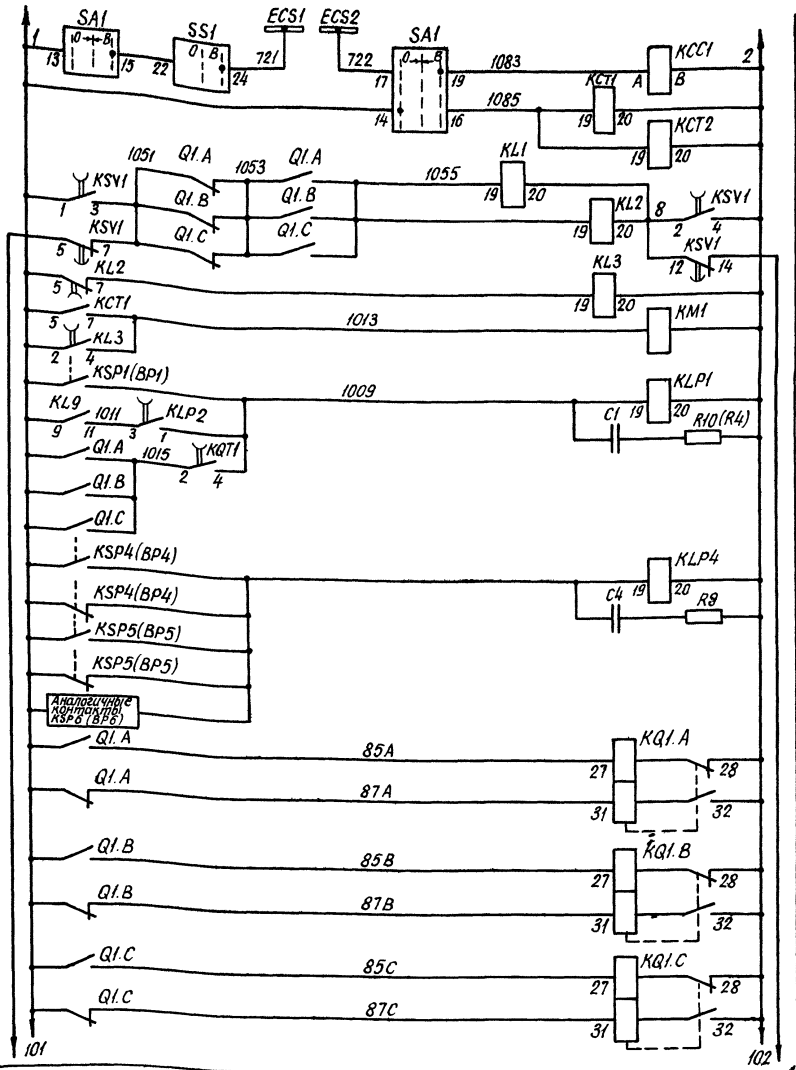 SA1 SS1 ECS1 ECS2 SA1
1 О В О В О В 2
13 15 22 24 721 722 17 19 1083 A B KCC1
14 16 1085 KCT1 19 20
19 20 KCT2
1051 Q1.A 1053 Q1.A 1055 KL1 19 20
KSV1 1 3 Q1.B Q1.B KL2 19 20 8 KSV1 2 4
KSV1 5 7 Q1.C Q1.C KSV1 12 14
KL2 5 7 KL3 19 20
KCT1 5 7 1013 KM1
KL3 2 4
KSP1(BP1) 1009 KLP1 19 20
KL9 9 11 1011 KLP2 3 1 C1 R10(R4)
Q1.A 1015 KQT1 2 4
Q1.B
Q1.C
KSP4(BP4) KLP4 19 20
KSP4(BP4) C4 R9
KSP5(BP5)
KSP5(BP5)
Аналогичные
контакты
KSP6(BP6)
Q1.A 85A KQ1.A 27 28
Q1.A 87A 31 32
Q1.B 85B KQ1.B 27 28
Q1.B 87B 31 32
Q1.C 85C KQ1.C 27 28
Q1.C 87C 31 32
101 102